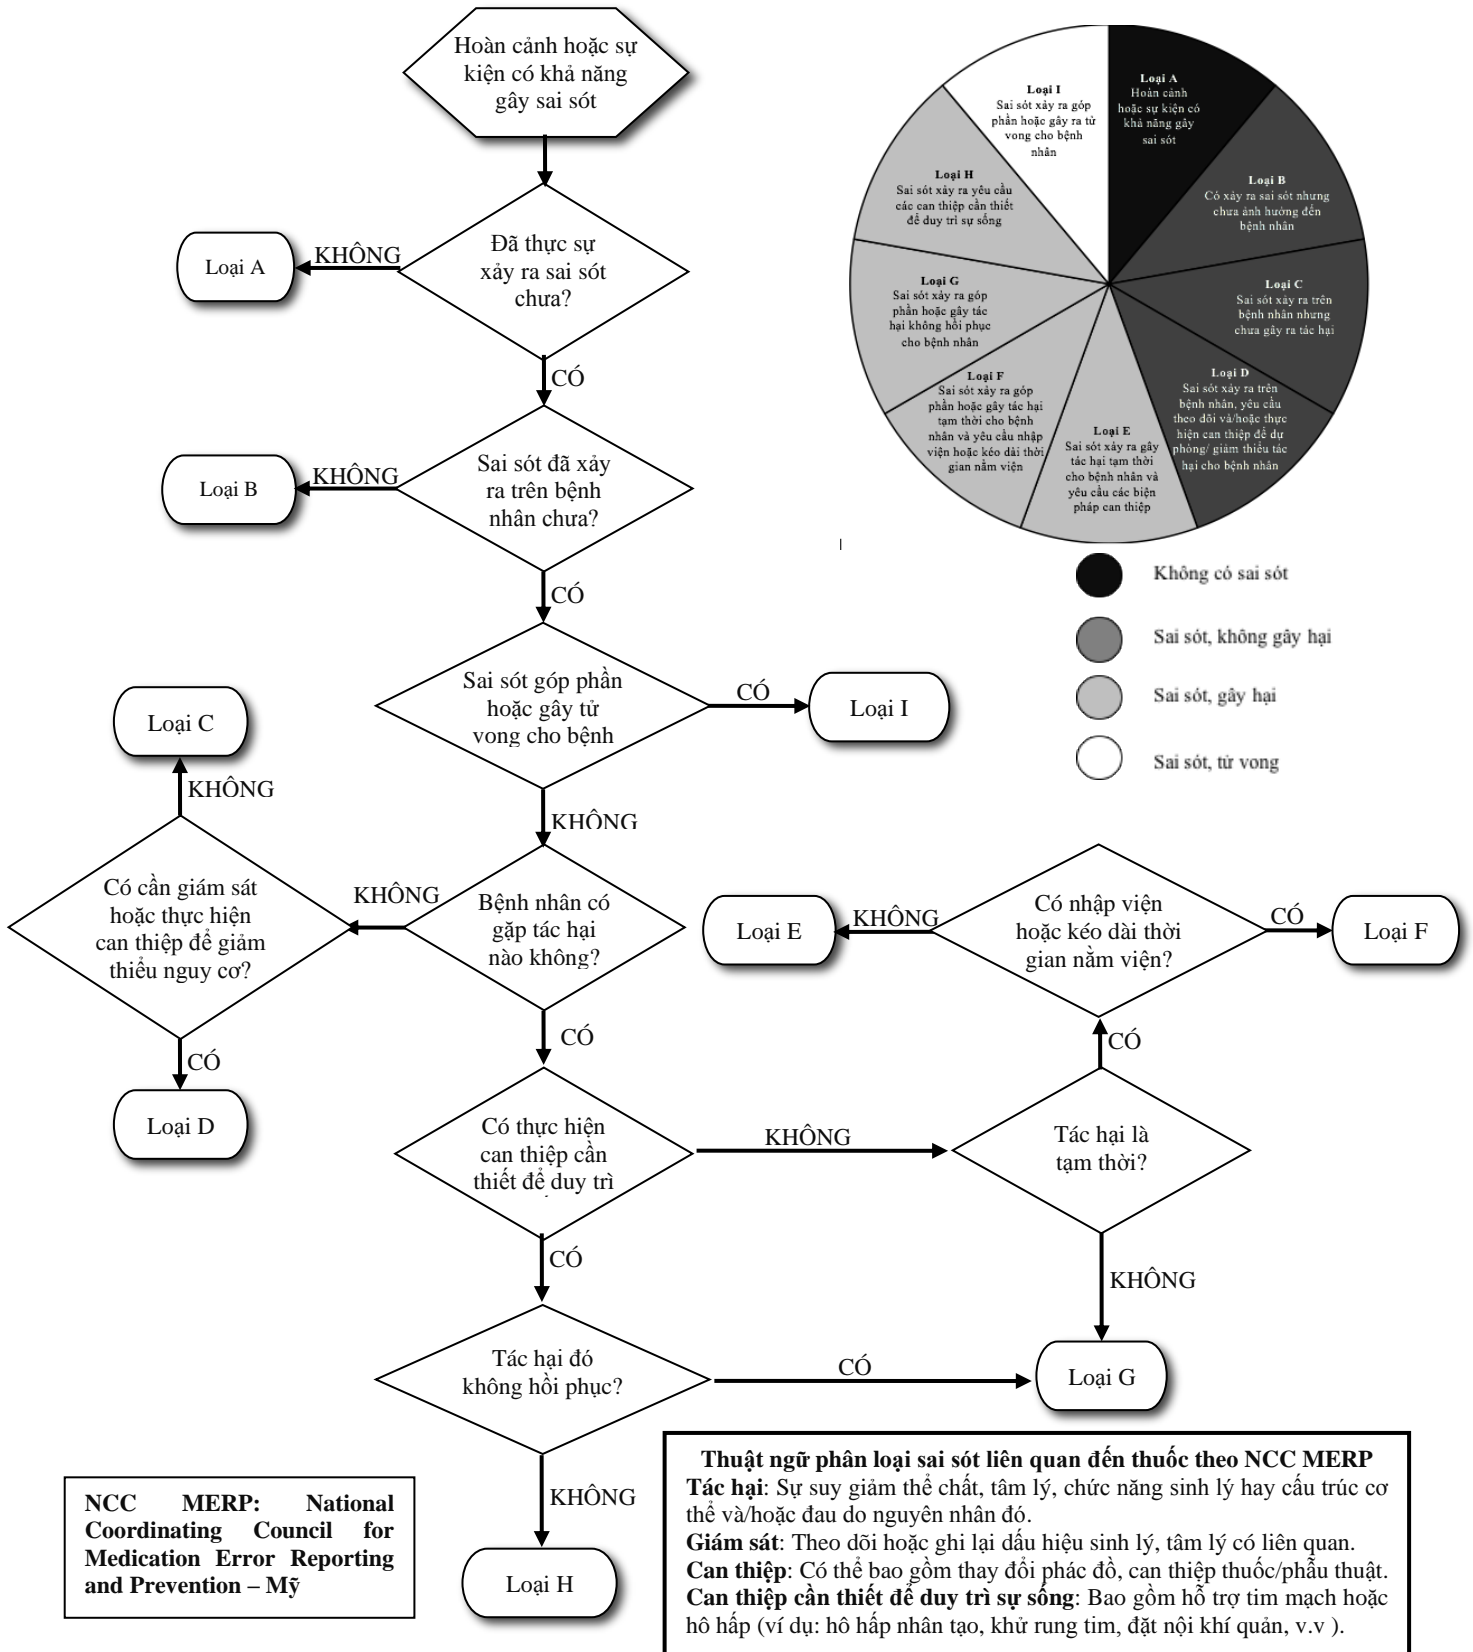 Hoàn cảnh hoặc sự
kiện có khả năng
gây sai sót
Đã thực sự
xảy ra sai sót
chưa?
KHÔNG
Loại A
CÓ
Sai sót đã xảy
ra trên bệnh
nhân chưa?
KHÔNG
Loại B
CÓ
Sai sót góp phần
hoặc gây tử
vong cho bệnh
CÓ
Loại I
KHÔNG
Bệnh nhân có
gặp tác hại
nào không?
KHÔNG
Có cần giám sát
hoặc thực hiện
can thiệp để giảm
thiểu nguy cơ?
KHÔNG
Loại C
CÓ
Loại D
CÓ
Có thực hiện
can thiệp cần
thiết để duy trì
KHÔNG
Tác hại là
tạm thời?
CÓ
Có nhập viện
hoặc kéo dài thời
gian nằm viện?
KHÔNG
Loại E
CÓ
Loại F
KHÔNG
CÓ
Tác hại đó
không hồi phục?
CÓ
Loại G
KHÔNG
Loại H
Loại A
Hoàn cảnh
hoặc sự kiện có
khả năng gây
sai sót
Loại B
Có xảy ra sai sót nhưng
chưa ảnh hưởng đến
bệnh nhân
Loại C
Sai sót xảy ra trên
bệnh nhân nhưng
chưa gây ra tác hại
Loại D
Sai sót xảy ra trên
bệnh nhân, yêu cầu
theo dõi và/hoặc thực
hiện can thiệp để dự
phòng/ giảm thiểu tác
hại cho bệnh nhân
Loại E
Sai sót xảy ra gây
tác hại tạm thời
cho bệnh nhân và
yêu cầu các biện
pháp can thiệp
Loại F
Sai sót xảy ra góp
phần hoặc gây tác hại
tạm thời cho bệnh
nhân và yêu cầu nhập
viện hoặc kéo dài thời
gian nằm viện
Loại G
Sai sót xảy ra góp
phần hoặc gây tác
hại không hồi phục
cho bệnh nhân
Loại H
Sai sót xảy ra yêu cầu
các can thiệp cần thiết
để duy trì sự sống
Loại I
Sai sót xảy ra góp
phần hoặc gây ra tử
vong cho bệnh
nhân
Không có sai sót
Sai sót, không gây hại
Sai sót, gây hại
Sai sót, tử vong
NCC MERP: National
Coordinating Council for
Medication Error Reporting
and Prevention – Mỹ
Thuật ngữ phân loại sai sót liên quan đến thuốc theo NCC MERP
Tác hại: Sự suy giảm thể chất, tâm lý, chức năng sinh lý hay cấu trúc cơ
thể và/hoặc đau do nguyên nhân đó.
Giám sát: Theo dõi hoặc ghi lại dấu hiệu sinh lý, tâm lý có liên quan.
Can thiệp: Có thể bao gồm thay đổi phác đồ, can thiệp thuốc/phẫu thuật.
Can thiệp cần thiết để duy trì sự sống: Bao gồm hỗ trợ tim mạch hoặc
hô hấp (ví dụ: hô hấp nhân tạo, khử rung tim, đặt nội khí quản, v.v ).